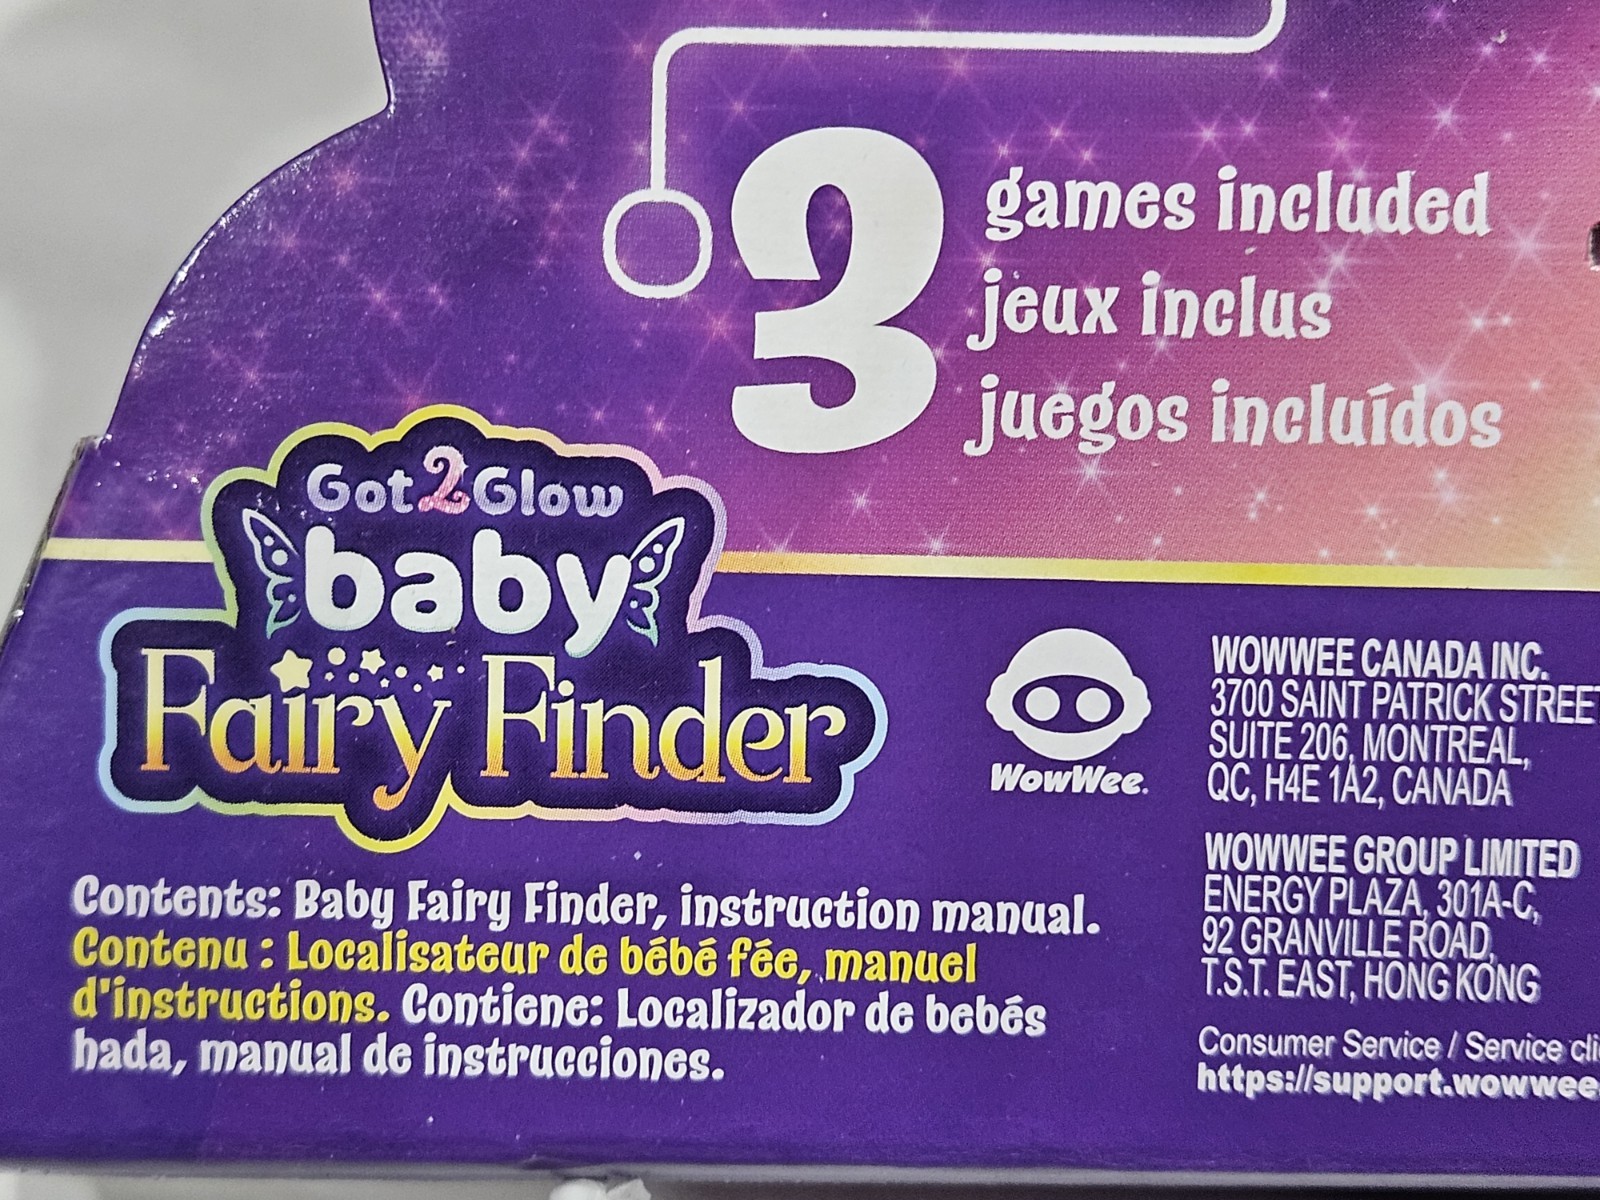 3 games included
jeux inclus
juegos incluídos
Got2Glow
baby
Fairy Finder
WowWee.
WOWWEE CANADA INC.
3700 SAINT PATRICK STREET
SUITE 206, MONTREAL,
QC, H4E 1A2, CANADA
WOWWEE GROUP LIMITED
ENERGY PLAZA, 301A-C,
92 GRANVILLE ROAD,
T.S.T. EAST, HONG KONG
Consumer Service / Service
https://support.wowwee
Contents: Baby Fairy Finder, instruction manual.
Contenu : Localisateur de bébé fée, manuel
d'instructions. Contiene: Localizador de bebés
hada, manual de instrucciones.